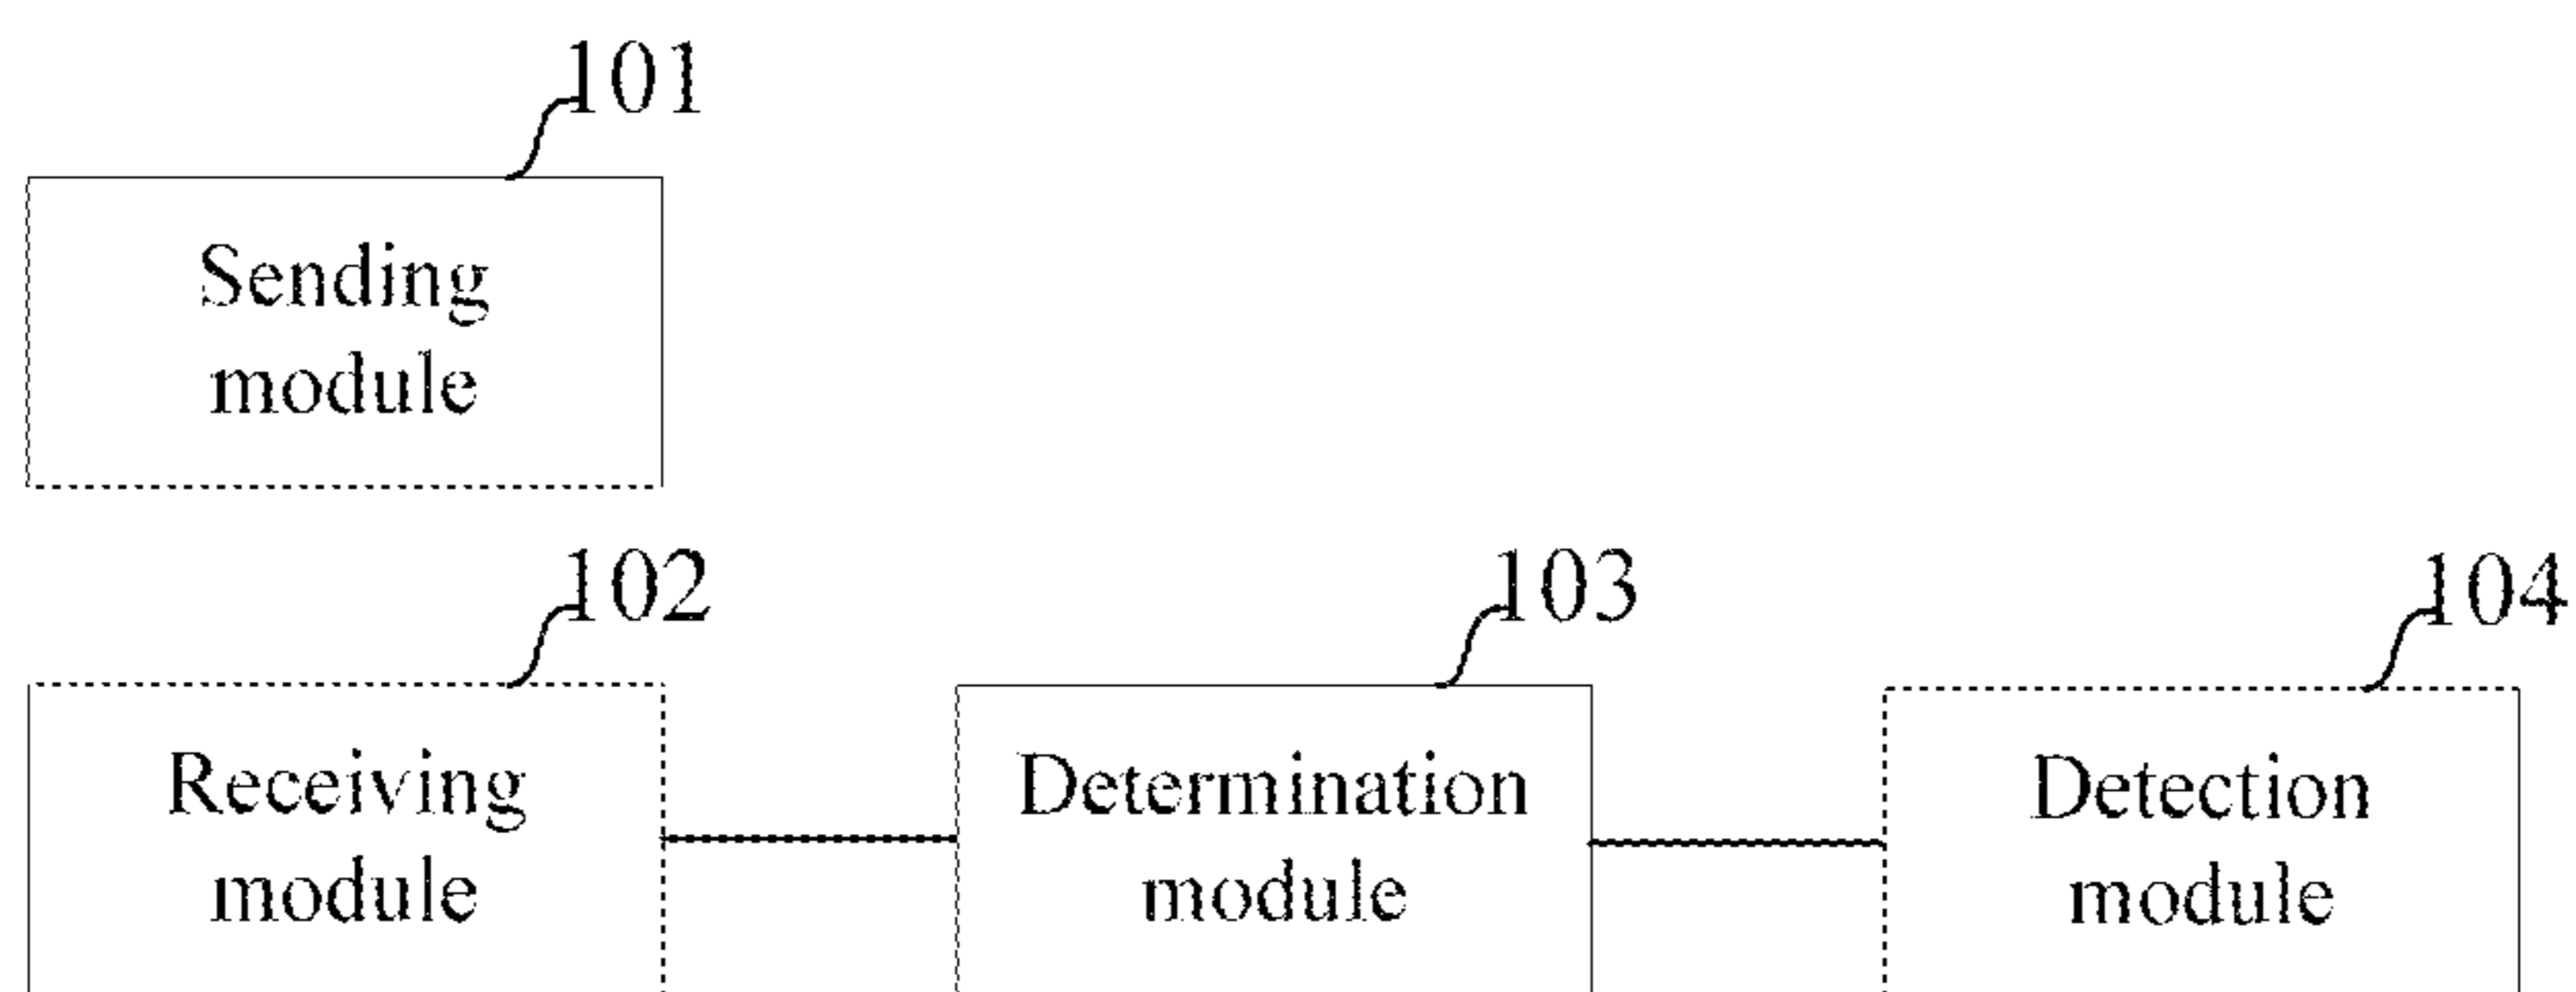 101
Sending
module
102
103
104
Receiving
module
Determination
module
Detection
module